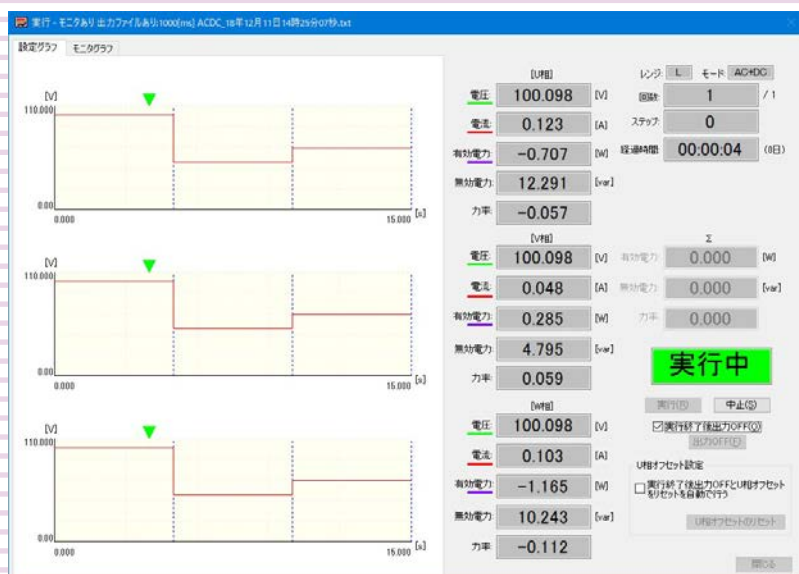 実行 - モニタあり 出力ファイルあり:1000[ms] ACDC_18年12月11日14時25分07秒.txt
設定グラフ モニタグラフ
[V]
110.000
0.00
0.000
15.000 [s]
[V]
110.000
0.00
0.000
15.000 [s]
[V]
110.000
0.00
0.000
15.000 [s]
[U相]
電圧: 100.098 [V]
電流: 0.123 [A]
有効電力: -0.707 [W]
無効電力: 12.291 [var]
力率: -0.057
[V相]
電圧: 100.098 [V]
電流: 0.048 [A]
有効電力: 0.285 [W]
無効電力: 4.795 [var]
力率: 0.059
[W相]
電圧: 100.098 [V]
電流: 0.103 [A]
有効電力: -1.165 [W]
無効電力: 10.243 [var]
力率: -0.112
レンジ: L モード: AC+DC
回数: 1 / 1
ステップ: 0
経過時間: 00:00:04 (0日)
Σ
有効電力: 0.000 [W]
無効電力: 0.000 [var]
力率: 0.000
実行中
実行(R) 中止(S)
実行終了後出力OFF(O)
出力OFF(F)
U相オフセット設定
実行終了後出力OFFとU相オフセット
をリセットを自動で行う
U相オフセットのリセット
閉じる